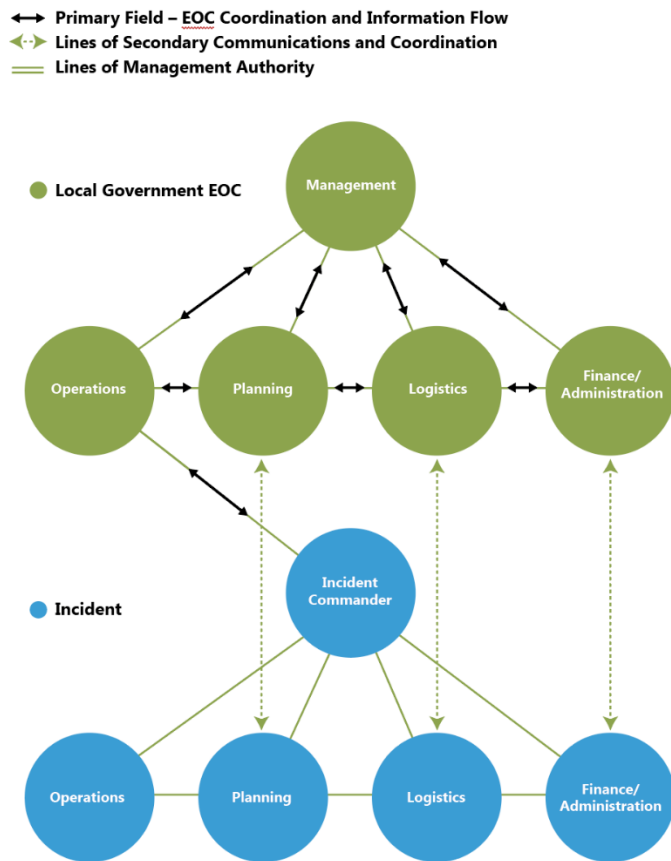 Primary Field – EOC Coordination and Information Flow
Lines of Secondary Communications and Coordination
Lines of Management Authority
Management
Local Government EOC
Operations
Planning
Logistics
Finance/
Administration
Incident
Commander
Incident
Operations
Planning
Logistics
Finance/
Administration